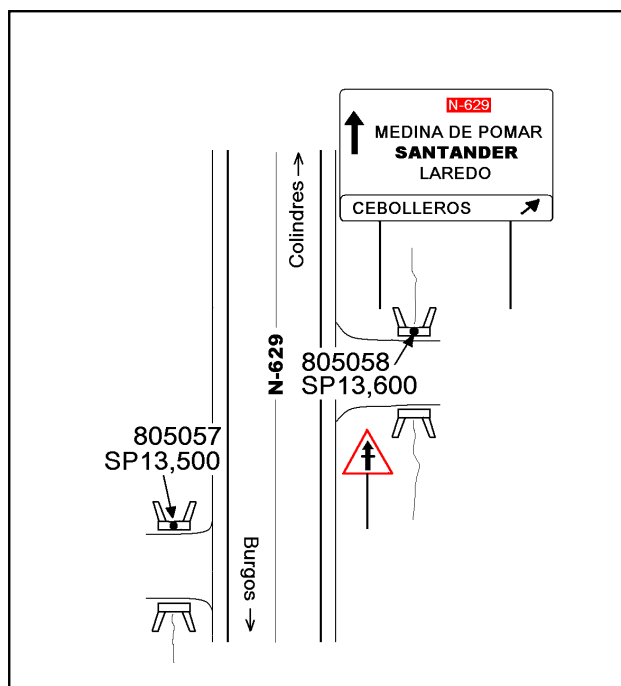 N-629
MEDINA DE POMAR
SANTANDER
LAREDO
CEBOLLEROS
Colindres
N-629
805058
SP13,600
805057
SP13,500
Burgos